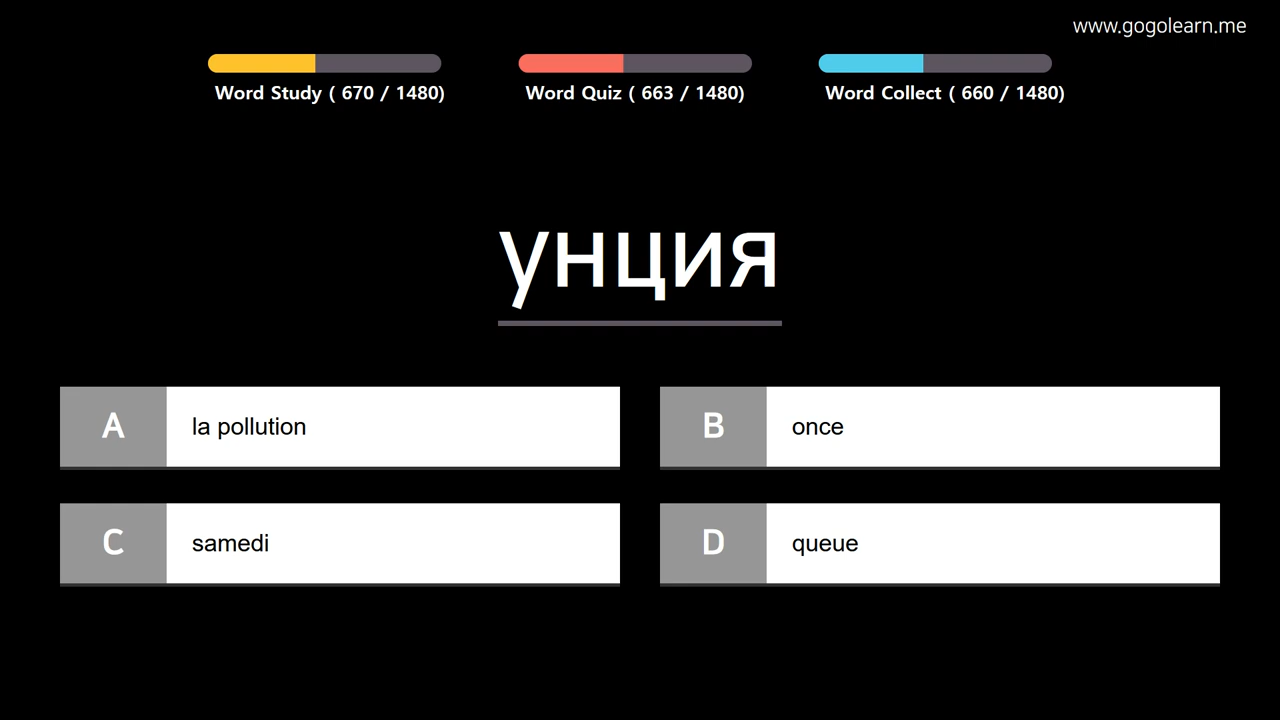 www.gogolearn.me
Word Study ( 670 / 1480)
Word Quiz ( 663 / 1480)
Word Collect ( 660 / 1480)
унция
A la pollution
B once
C samedi
D queue